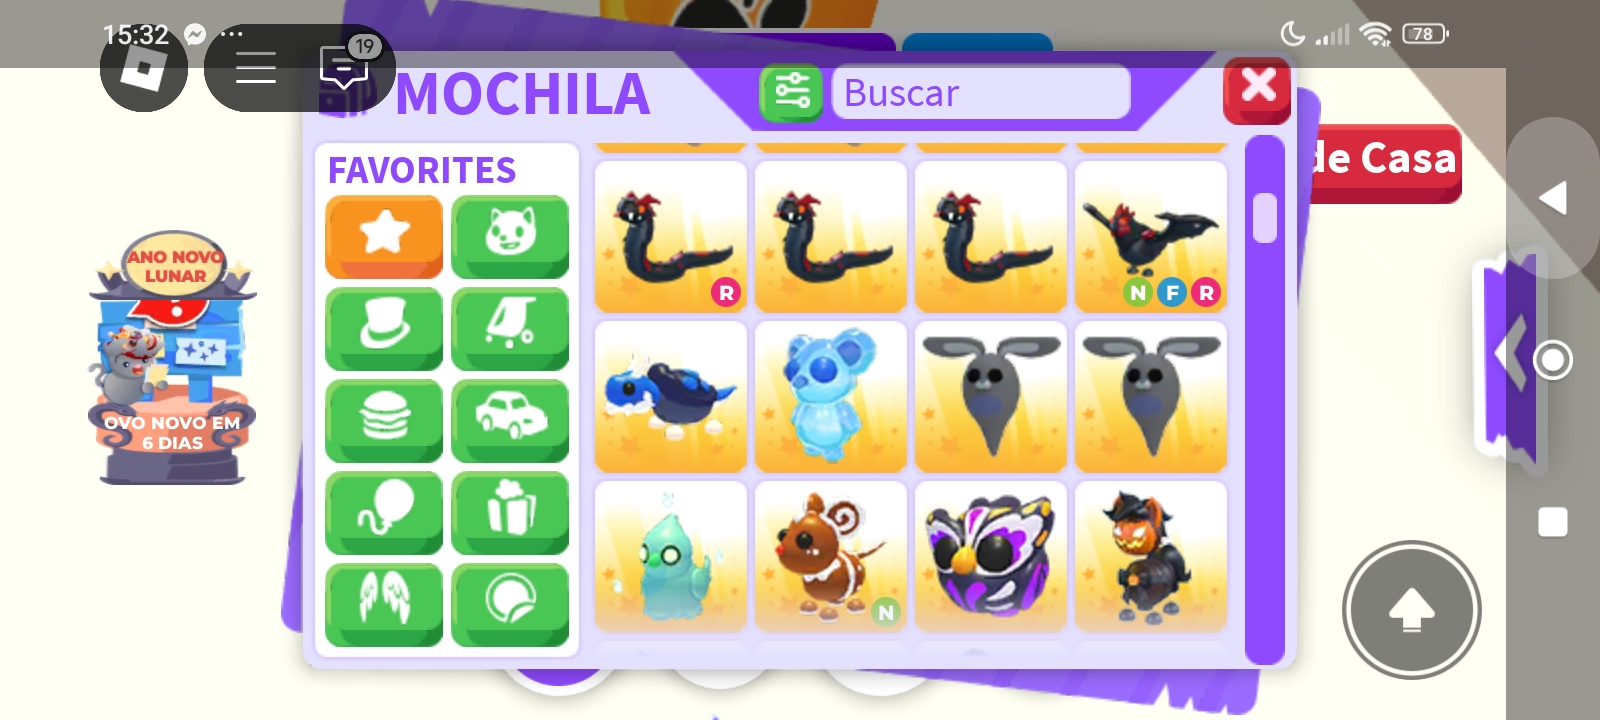 15:32
19
78
MOCHILA
Buscar
FAVORITES
de Casa
R
N F R
ANO NOVO
LUNAR
OVO NOVO EM
6 DIAS
N